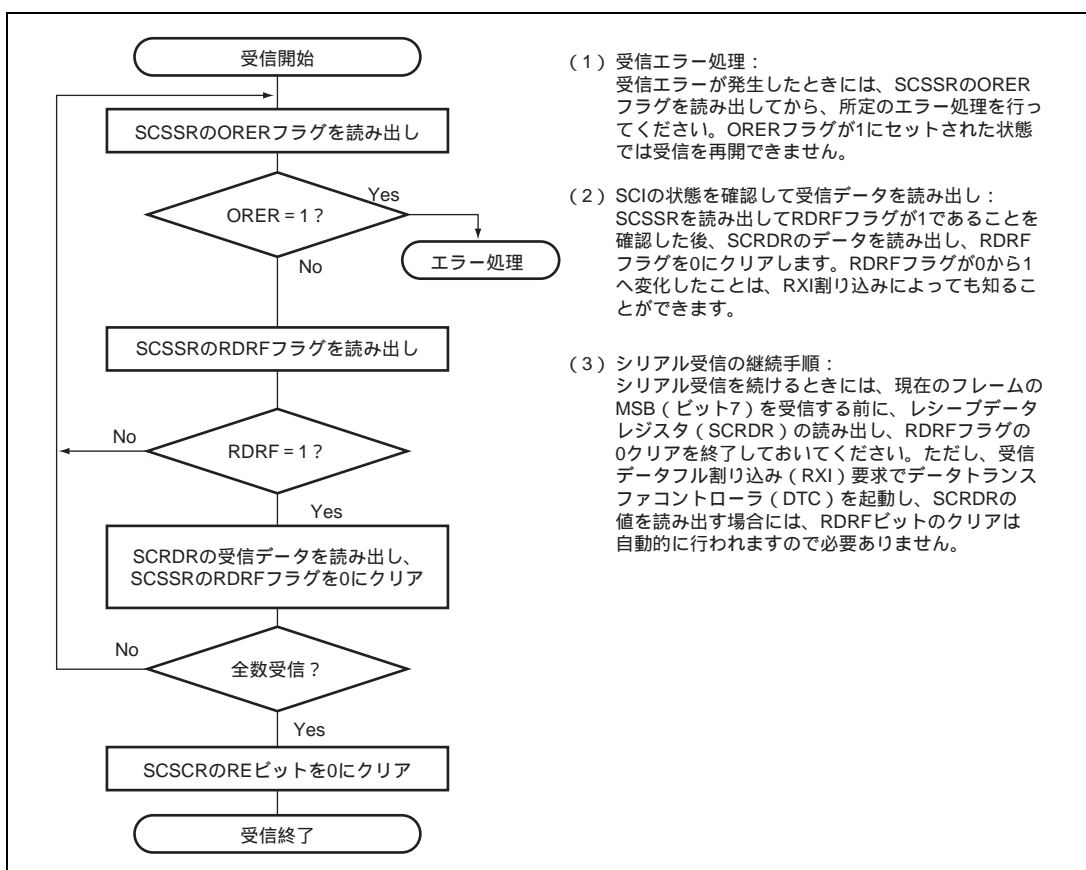 受信開始
SCSSRのORERフラグを読み出し
ORER = 1?
Yes
No
エラー処理
SCSSRのRDRFフラグを読み出し
No
RDRF = 1?
Yes
SCRDRの受信データを読み出し、
SCSSRのRDRFフラグを0にクリア
No
全数受信?
Yes
SCSCRのREビットを0にクリア
受信終了
(1)受信エラー処理:
受信エラーが発生したときには、SCSSRのORER
フラグを読み出してから、所定のエラー処理を行っ
てください。ORERフラグが1にセットされた状態
では受信を再開できません。
(2)SCIの状態を確認して受信データを読み出し:
SCSSRを読み出してRDRFフラグが1であることを
確認した後、SCRDRのデータを読み出し、RDRF
フラグを0にクリアします。RDRFフラグが0から1
へ変化したことは、RXI割り込みによっても知るこ
とができます。
(3)シリアル受信の継続手順:
シリアル受信を続けるときには、現在のフレームの
MSB(ビット7)を受信する前に、レシーブデータ
レジスタ(SCRDR)の読み出し、RDRFフラグの
0クリアを終了しておいてください。ただし、受信
データフル割り込み(RXI)要求でデータトランス
ファコントローラ(DTC)を起動し、SCRDRの
値を読み出す場合には、RDRFビットのクリアは
自動的に行われますので必要ありません。